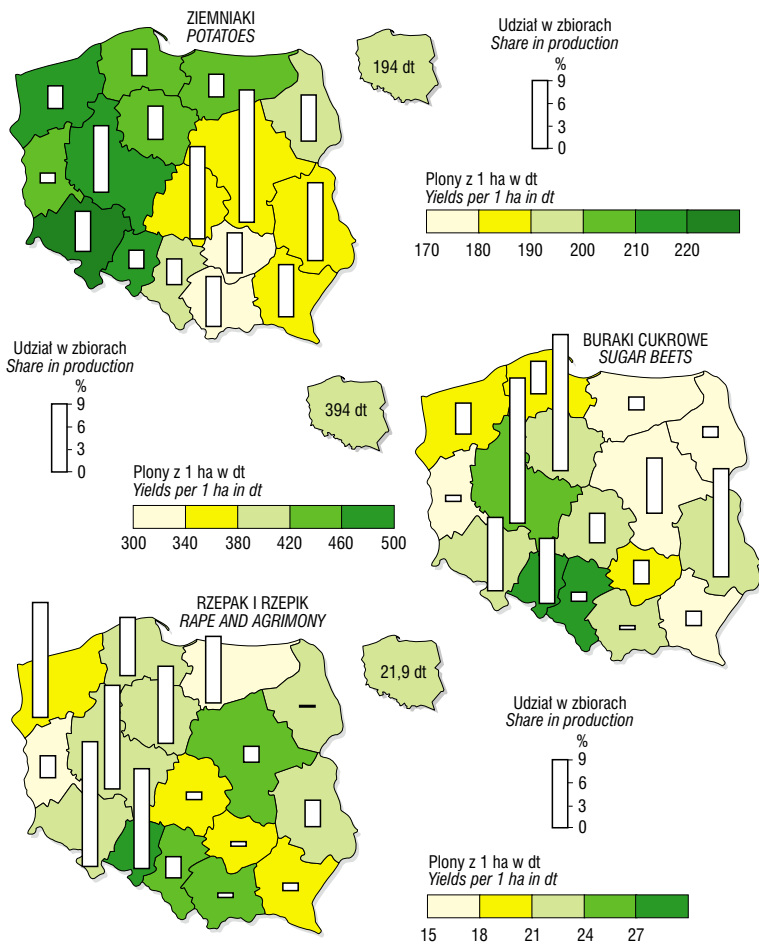 ZIEMNIAKI
POTATOES
194 dt
Udział w zbiorach
Share in production
%
9
6
3
0
Plony z 1 ha w dt
Yields per 1 ha in dt
170 180 190 200 210 220
Udział w zbiorach
Share in production
%
9
6
3
0
394 dt
Plony z 1 ha w dt
Yields per 1 ha in dt
300 340 380 420 460 500
BURAKI CUKROWE
SUGAR BEETS
RZEPAK I RZEPIK
RAPE AND AGRIMONY
21,9 dt
Udział w zbiorach
Share in production
%
9
6
3
0
Plony z 1 ha w dt
Yields per 1 ha in dt
15 18 21 24 27